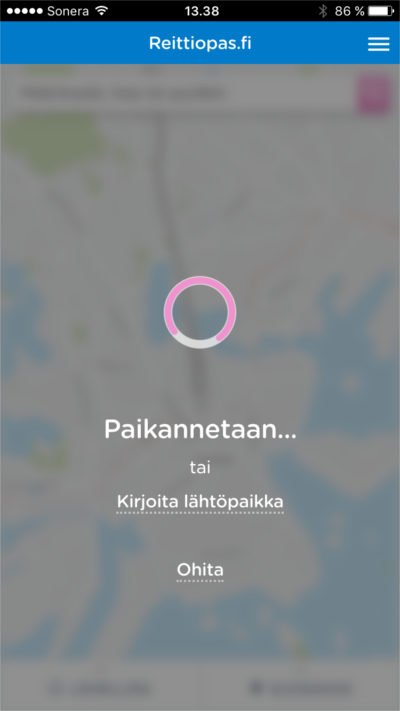 Sonera 13.38 86 %
Reittiopas.fi
Paikannetaan...
tai
Kirjoita lähtöpaikka
Ohita